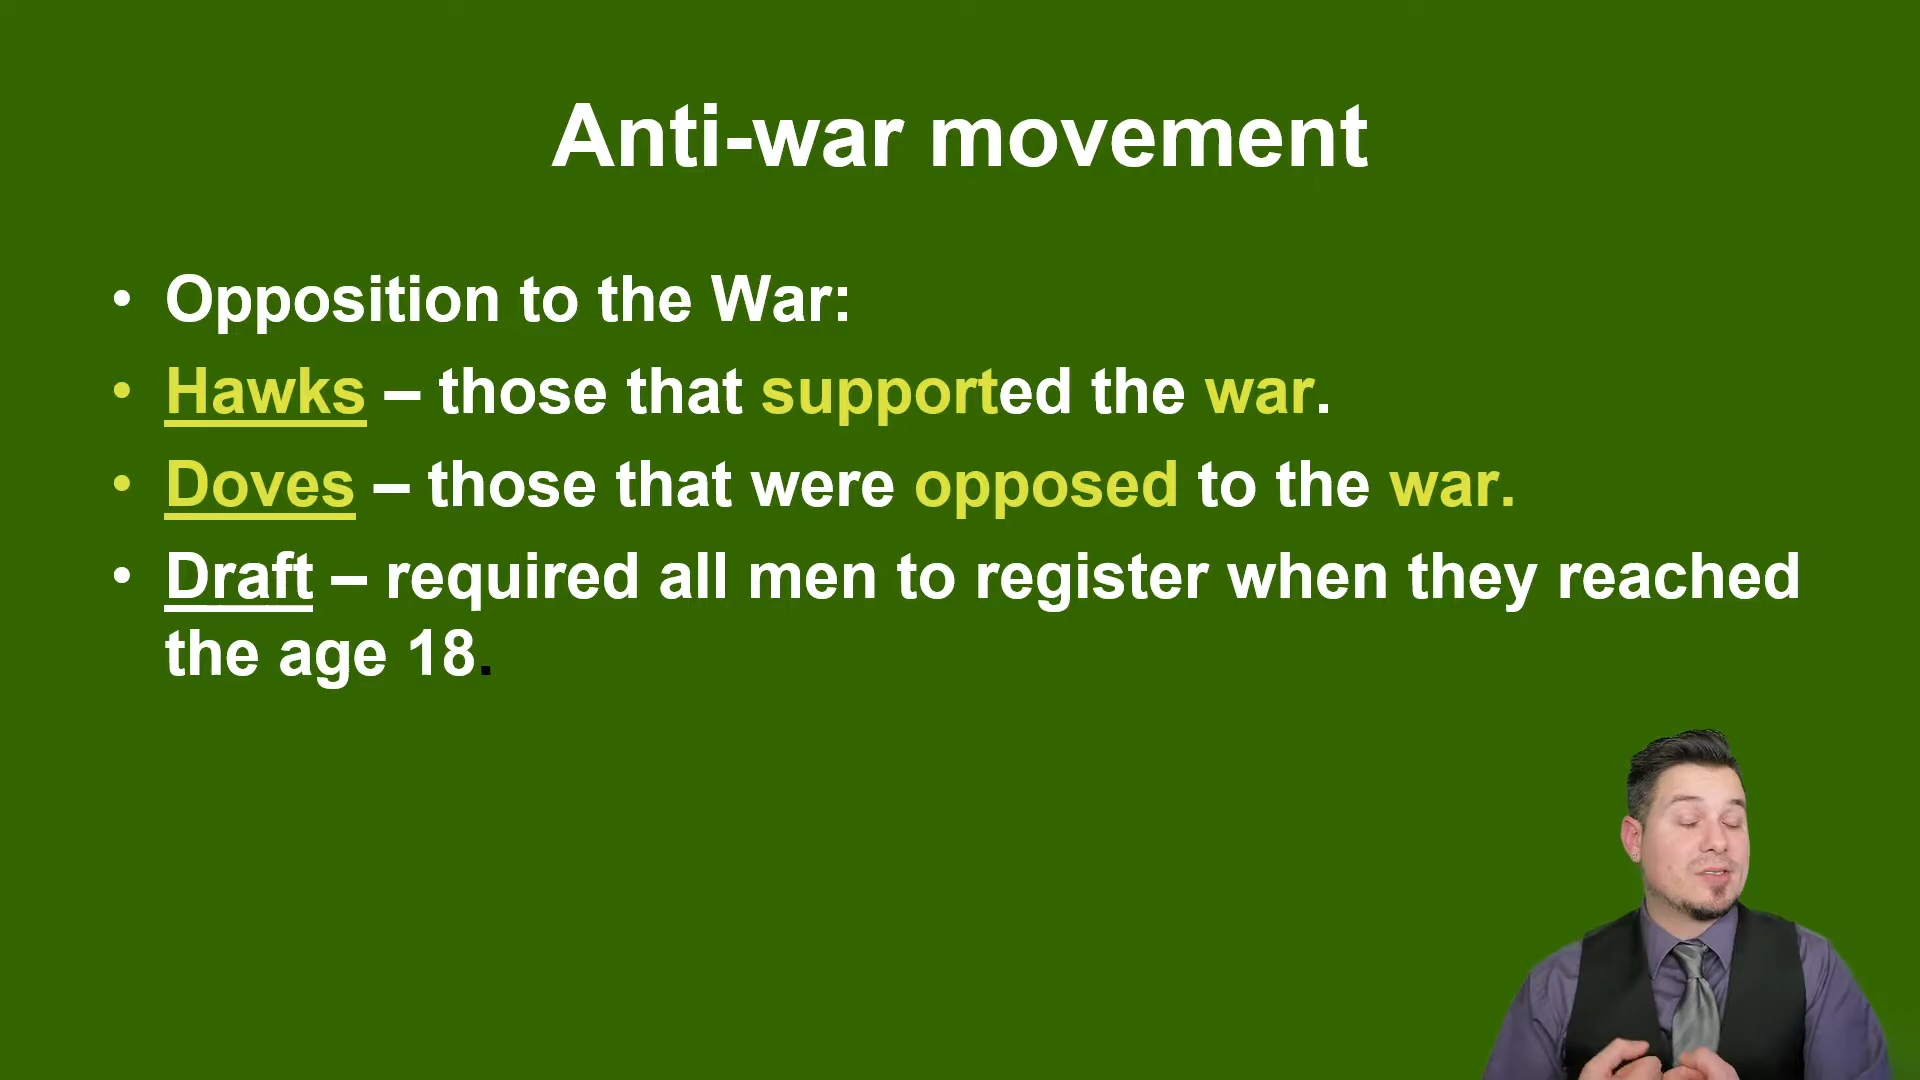 Anti-war movement
• Opposition to the War:
• Hawks – those that supported the war.
• Doves – those that were opposed to the war.
• Draft – required all men to register when they reached
the age 18.